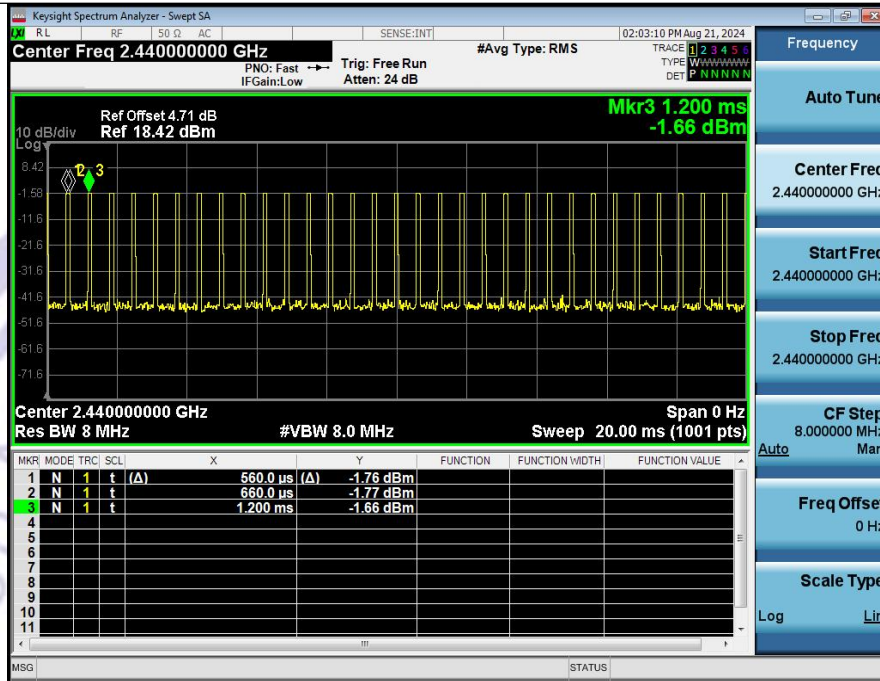 Keysight Spectrum Analyzer - Swept SA
LXI RL RF 50 Ω AC SENSE:INT 02:03:10 PM Aug 21, 2024
Center Freq 2.440000000 GHz #Avg Type: RMS TRACE 1 2 3 4 5 6
PNO: Fast Trig: Free Run TYPE WWWWWW
IFGain:Low Atten: 24 dB DET P N N N N N
Ref Offset 4.71 dB Mkr3 1.200 ms
10 dB/div Ref 18.42 dBm -1.66 dBm
Log
8.42
2 3
-1.58
-11.6
-21.6
-31.6
-41.6
-51.6
-61.6
-71.6
Center 2.440000000 GHz Span 0 Hz
Res BW 8 MHz #VBW 8.0 MHz Sweep 20.00 ms (1001 pts)
MKR MODE TRC SCL X Y FUNCTION FUNCTION WIDTH FUNCTION VALUE
1 N 1 t (Δ) 560.0 µs (Δ) -1.76 dBm
2 N 1 t 660.0 µs -1.77 dBm
3 N 1 t 1.200 ms -1.66 dBm
4
5
6
7
8
9
10
11
MSG STATUS
Frequency
Auto Tune
Center Freq
2.440000000 GHz
Start Freq
2.440000000 GHz
Stop Freq
2.440000000 GHz
CF Step
8.000000 MHz
Auto Man
Freq Offset
0 Hz
Scale Type
Log Lin